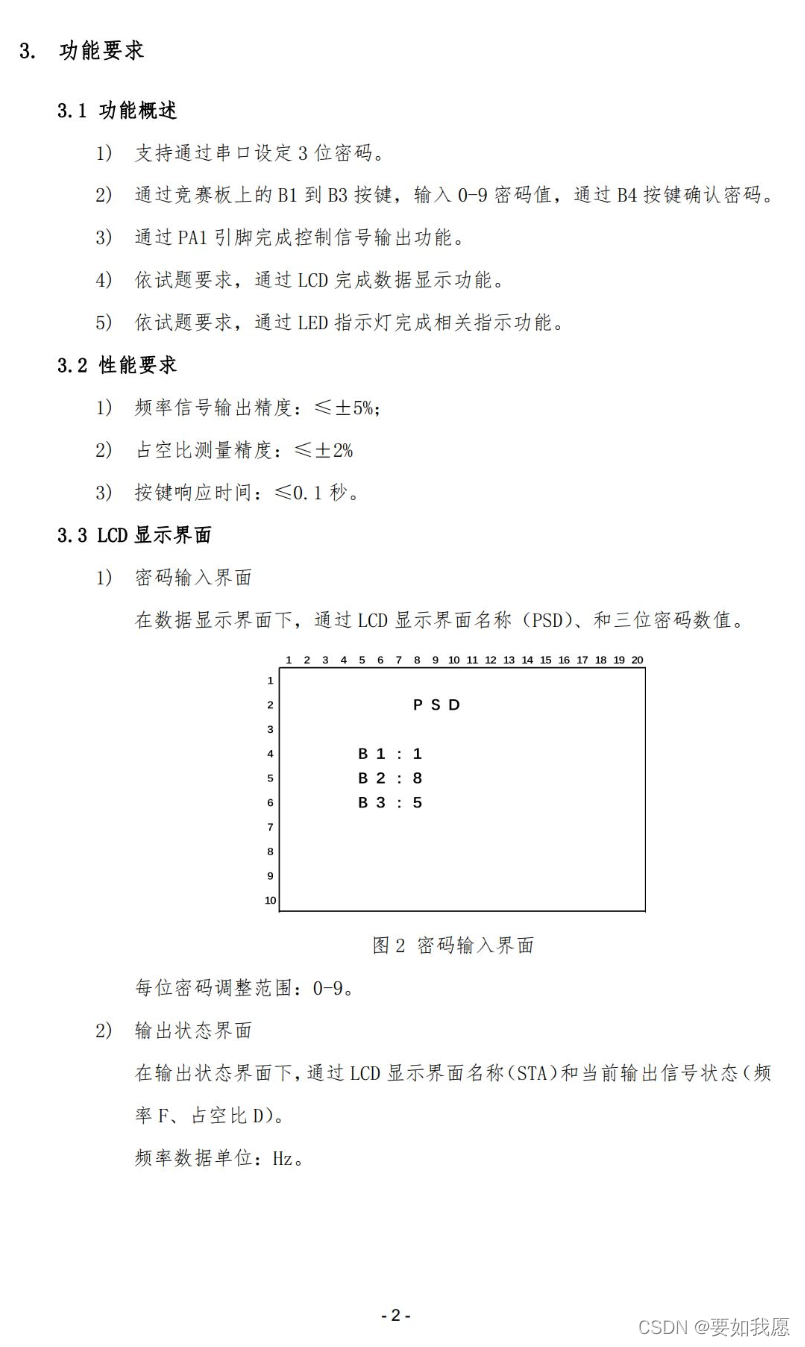 3. 功能要求
3.1 功能概述
1) 支持通过串口设定 3 位密码。
2) 通过竞赛板上的 B1 到 B3 按键，输入 0-9 密码值，通过 B4 按键确认密码。
3) 通过 PA1 引脚完成控制信号输出功能。
4) 依试题要求，通过 LCD 完成数据显示功能。
5) 依试题要求，通过 LED 指示灯完成相关指示功能。
3.2 性能要求
1) 频率信号输出精度：≤±5%；
2) 占空比测量精度：≤±2%
3) 按键响应时间：≤0.1 秒。
3.3 LCD 显示界面
1) 密码输入界面
在数据显示界面下，通过 LCD 显示界面名称（PSD）、和三位密码数值。
1 2 3 4 5 6 7 8 9 10 11 12 13 14 15 16 17 18 19 20
1
2 P S D
3
4 B 1 : 1
5 B 2 : 8
6 B 3 : 5
7
8
9
10
图 2 密码输入界面
每位密码调整范围：0-9。
2) 输出状态界面
在输出状态界面下，通过 LCD 显示界面名称（STA）和当前输出信号状态（频
率 F、占空比 D）。
频率数据单位：Hz。
- 2 -
CSDN @要如我愿